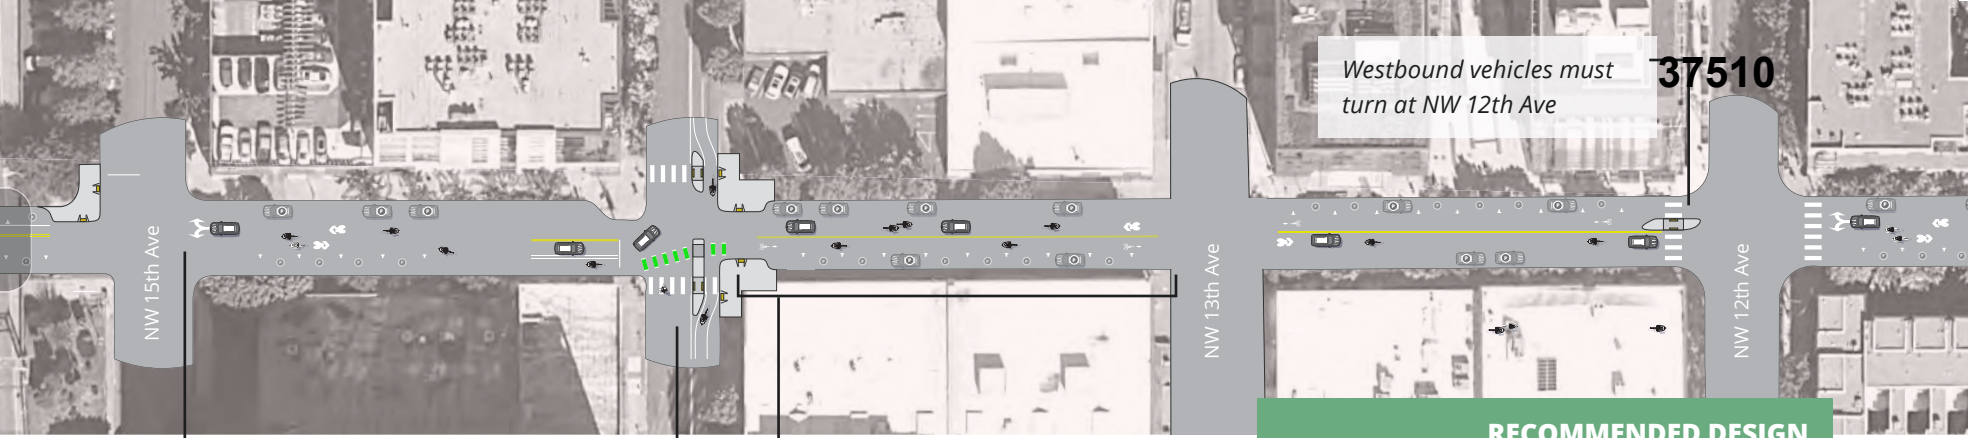 Westbound vehicles must
turn at NW 12th Ave
37510
NW 15th Ave
NW 13th Ave
NW 12th Ave
RECOMMENDED DESIGN